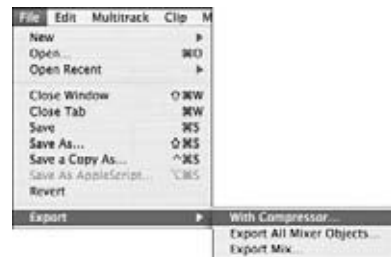 File Edit Multitrack Clip M
New
Open... ⌘O
Open Recent
Close Window ⇧⌘W
Close Tab ⌘W
Save ⌘S
Save As... ⇧⌘S
Save a Copy As... ^⌘S
Save As AppleScript... ⌥⌘S
Revert
Export
With Compressor...
Export All Mixer Objects...
Export Mix...